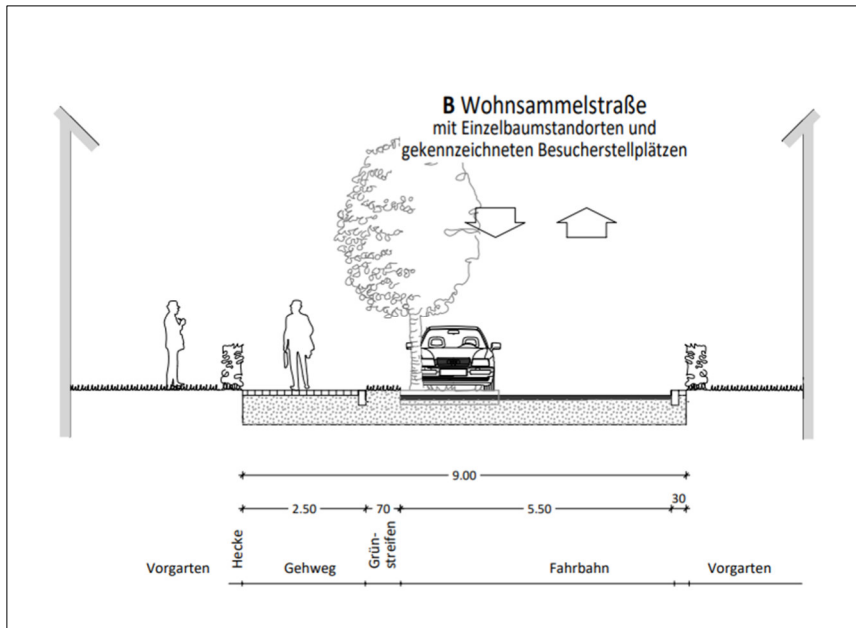 B Wohnsammelstraße
mit Einzelbaumstandorten und
gekennzeichneten Besucherstellplätzen
9.00
30
2.50
70
5.50
Hecke
Grün-
streifen
Vorgarten
Gehweg
Fahrbahn
Vorgarten